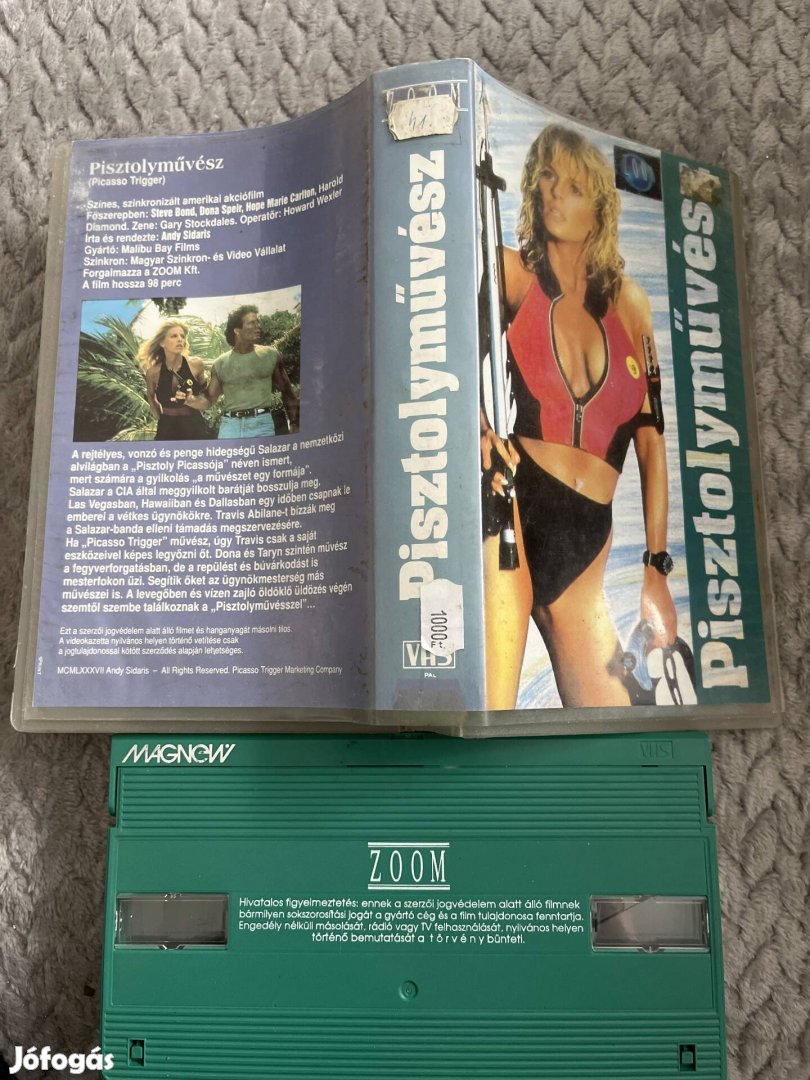 Pisztolyművész
(Picasso Trigger)
Színes, szinkronizált amerikai akciófilm
Főszerepben: Steve Bond, Dona Speir, Hope Marie Carlton, Harold
Diamond. Zene: Gary Stockdales. Operatőr: Howard Wexler
Írta és rendezte: Andy Sidaris
Gyártó: Malibu Bay Films
Szinkron: Magyar Szinkron- és Video Vállalat
Forgalmazza a ZOOM Kft.
A film hossza 98 perc
A rejtélyes, vonzó és penge hidegségű Salazar a nemzetközi
alvilágban a „Pisztoly Picassója" néven ismert,
mert számára a gyilkolás „a művészet egy formája".
Salazar a CIA által meggyilkolt barátját bosszulja meg.
Las Vegasban, Hawaiiban és Dallasban egy időben csapnak le
emberei a vétkes ügynökökre. Travis Abilane-t bízzák meg
a Salazar-banda elleni támadás megszervezésére.
Ha „Picasso Trigger" művész, úgy Travis csak a saját
eszközeivel képes legyőzni őt. Dona és Taryn szintén művész
a fegyverforgatásban, de a repülést és búvárkodást is
mesterfokon űzi. Segítik őket az ügynökmesterség más
művészei is. A levegőben és vízen zajló öldöklő üldözés végén
szemtől szembe találkoznak a „Pisztolyművésszel"...
Ezt a szerzői jogvédelem alatt álló filmet és hanganyagát másolni tilos.
A videokazetta nyilvános helyen történő vetítése csak
a jogtulajdonossal kötött szerződés alapján lehetséges.
MCMLXXXVII Andy Sidaris – All Rights Reserved. Picasso Trigger Marketing Company
ZOOM
41.
Pisztolyművész
1000
VHS
PAL
Pisztolyművész
MAGNEW
VHS
ZOOM
Hivatalos figyelmeztetés: ennek a szerzői jogvédelem alatt álló filmnek
bármilyen sokszorosítási jogát a gyártó cég és a film tulajdonosa fenntartja.
Engedély nélküli másolását, rádió vagy TV felhasználását, nyilvános helyen
történő bemutatását a törvény bünteti.
Jófogás